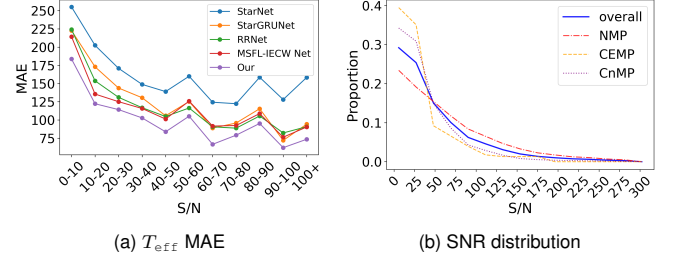 250
225
200
175
150
125
100
75
MAE
StarNet
StarGRUNet
RRNet
MSFL-IECW Net
Our
0-10
10-20
20-30
30-40
40-50
50-60
60-70
70-80
80-90
90-100
100+
S/N
(a) T_eff MAE
0.4
0.3
0.2
0.1
0.0
Proportion
overall
NMP
CEMP
CnMP
0
25
50
75
100
125
150
175
200
225
250
275
300
S/N
(b) SNR distribution